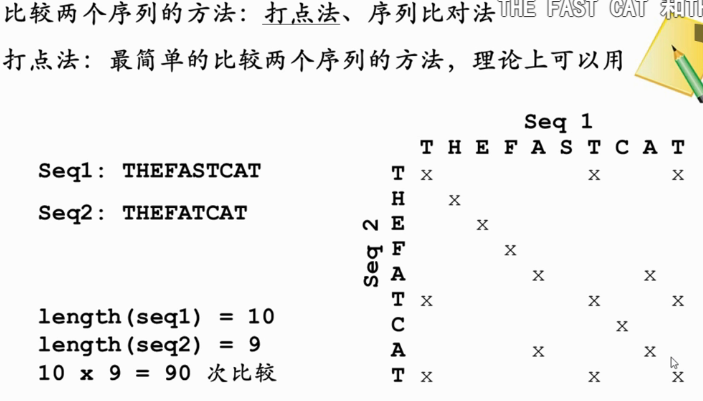 比较两个序列的方法：打点法、序列比对法
THE FAST CAT 和
打点法：最简单的比较两个序列的方法，理论上可以用
Seq1: THEFASTCAT
Seq2: THEFATCAT
length(seq1) = 10
length(seq2) = 9
10 x 9 = 90 次比较
Seq 1
T H E F A S T C A T
Seq 2
T x x x
H x
E x
F x
A x x
T x x x
C x
A x x
T x x x